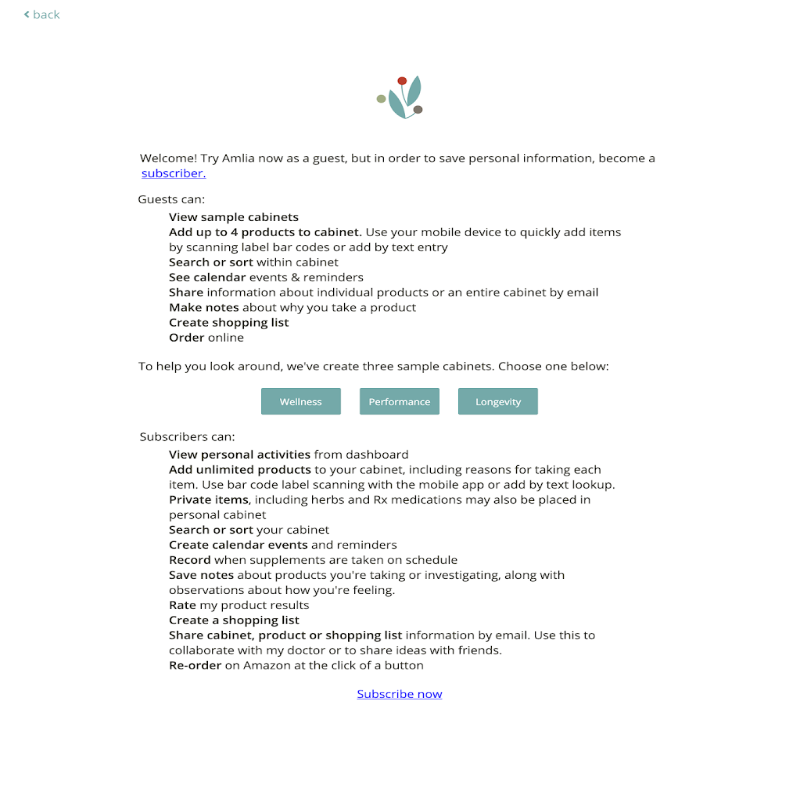 back
Welcome! Try Amlia now as a guest, but in order to save personal information, become a
subscriber.
Guests can:
View sample cabinets
Add up to 4 products to cabinet. Use your mobile device to quickly add items
by scanning label bar codes or add by text entry
Search or sort within cabinet
See calendar events & reminders
Share information about individual products or an entire cabinet by email
Make notes about why you take a product
Create shopping list
Order online
To help you look around, we've create three sample cabinets. Choose one below:
Wellness Performance Longevity
Subscribers can:
View personal activities from dashboard
Add unlimited products to your cabinet, including reasons for taking each
item. Use bar code label scanning with the mobile app or add by text lookup.
Private items, including herbs and Rx medications may also be placed in
personal cabinet
Search or sort your cabinet
Create calendar events and reminders
Record when supplements are taken on schedule
Save notes about products you're taking or investigating, along with
observations about how you're feeling.
Rate my product results
Create a shopping list
Share cabinet, product or shopping list information by email. Use this to
collaborate with my doctor or to share ideas with friends.
Re-order on Amazon at the click of a button
Subscribe now